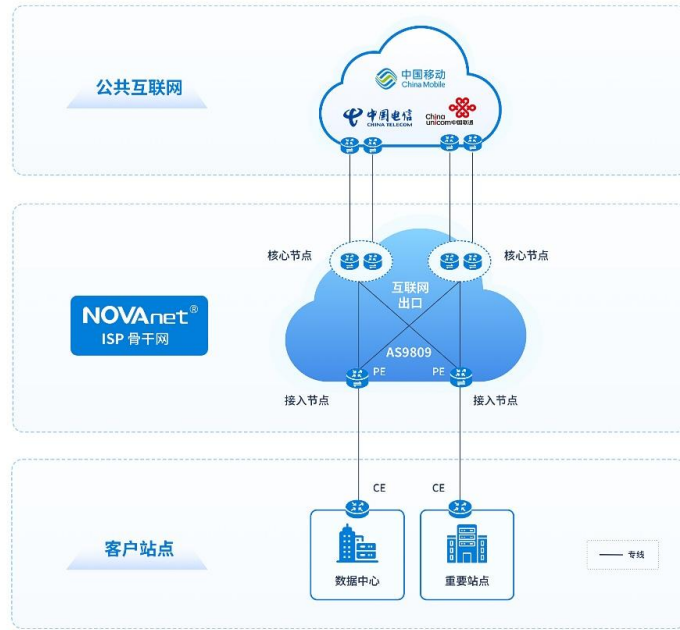 公共互联网
中国移动
China Mobile
中国电信
CHINA TELECOM
China
unicom中国联通
核心节点
核心节点
互联网
出口
NOVAnet®
ISP 骨干网
AS9809
PE
PE
接入节点
接入节点
CE
CE
客户站点
数据中心
重要站点
专线